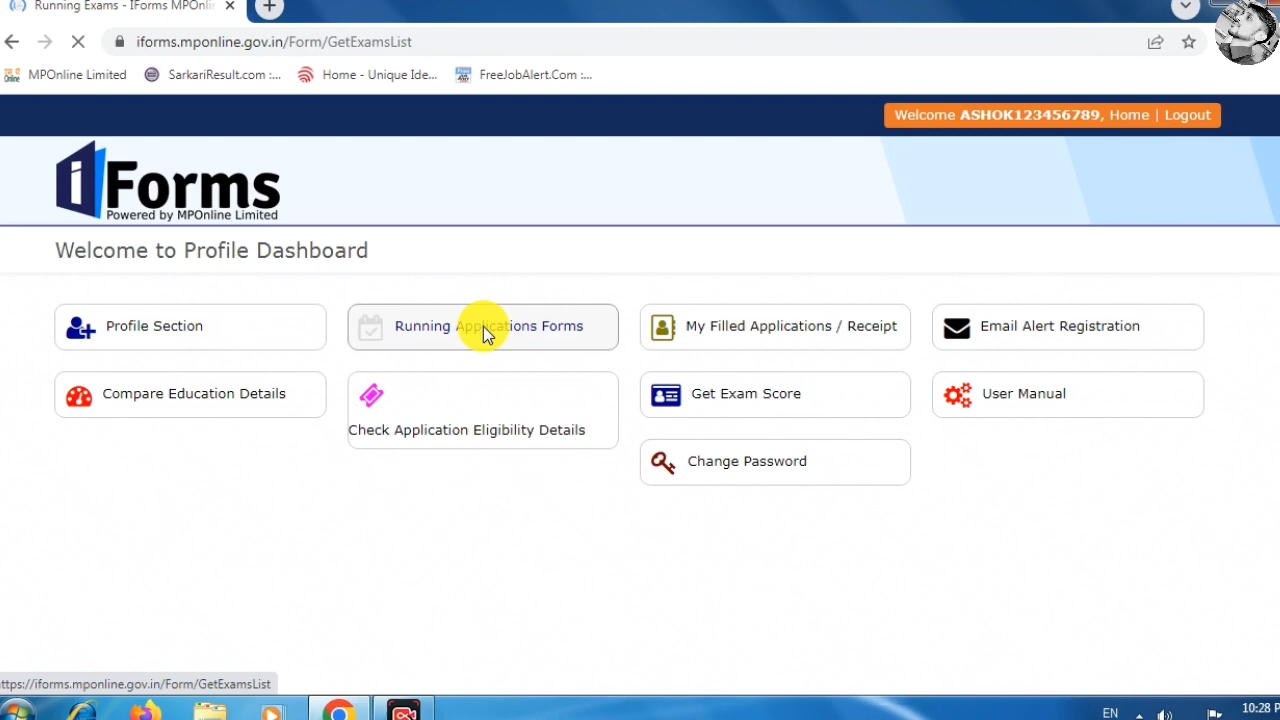 Running Exams - IForms MPOnlin
iforms.mponline.gov.in/Form/GetExamsList
MPOnline Limited SarkariResult.com :... Home - Unique Ide... FreeJobAlert.Com :...
Welcome ASHOK123456789, Home | Logout
iForms
Powered by MPOnline Limited
Welcome to Profile Dashboard
Profile Section Running Applications Forms My Filled Applications / Receipt Email Alert Registration
Compare Education Details Get Exam Score User Manual
Check Application Eligibility Details
Change Password
ttps://iforms.mponline.gov.in/Form/GetExamsList
EN 10:28 P